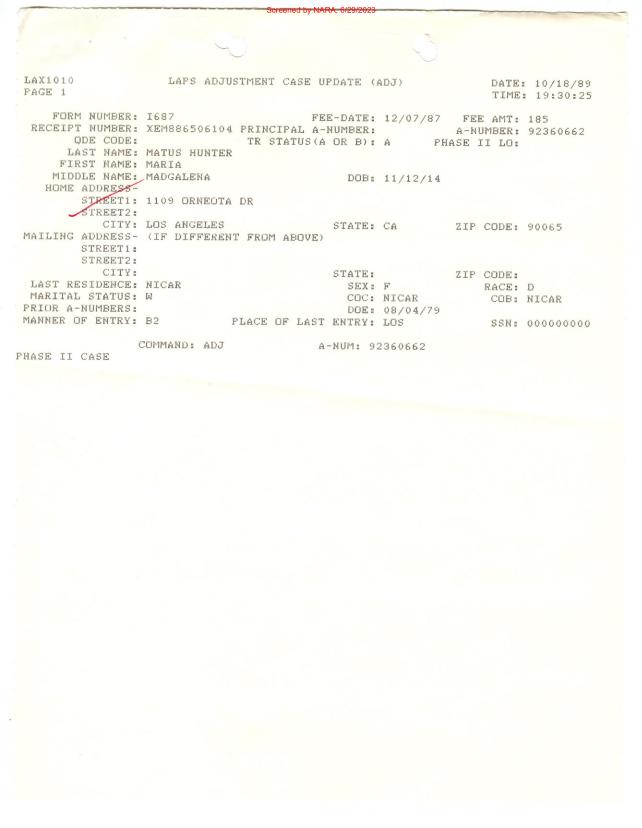 Screened by NARA, 6/29/2023
LAX1010 LAPS ADJUSTMENT CASE UPDATE (ADJ) DATE: 10/18/89
PAGE 1 TIME: 19:30:25
FORM NUMBER: I687 FEE-DATE: 12/07/87 FEE AMT: 185
RECEIPT NUMBER: XEM886506104 PRINCIPAL A-NUMBER: A-NUMBER: 92360662
QDE CODE: TR STATUS(A OR B): A PHASE II LO:
LAST NAME: MATUS HUNTER
FIRST NAME: MARIA
MIDDLE NAME: MADGALENA DOB: 11/12/14
HOME ADDRESS-
STREET1: 1109 ORNEOTA DR
STREET2:
CITY: LOS ANGELES STATE: CA ZIP CODE: 90065
MAILING ADDRESS- (IF DIFFERENT FROM ABOVE)
STREET1:
STREET2:
CITY: STATE: ZIP CODE:
LAST RESIDENCE: NICAR SEX: F RACE: D
MARITAL STATUS: W COC: NICAR COB: NICAR
PRIOR A-NUMBERS: DOE: 08/04/79
MANNER OF ENTRY: B2 PLACE OF LAST ENTRY: LOS SSN: 000000000
COMMAND: ADJ A-NUM: 92360662
PHASE II CASE